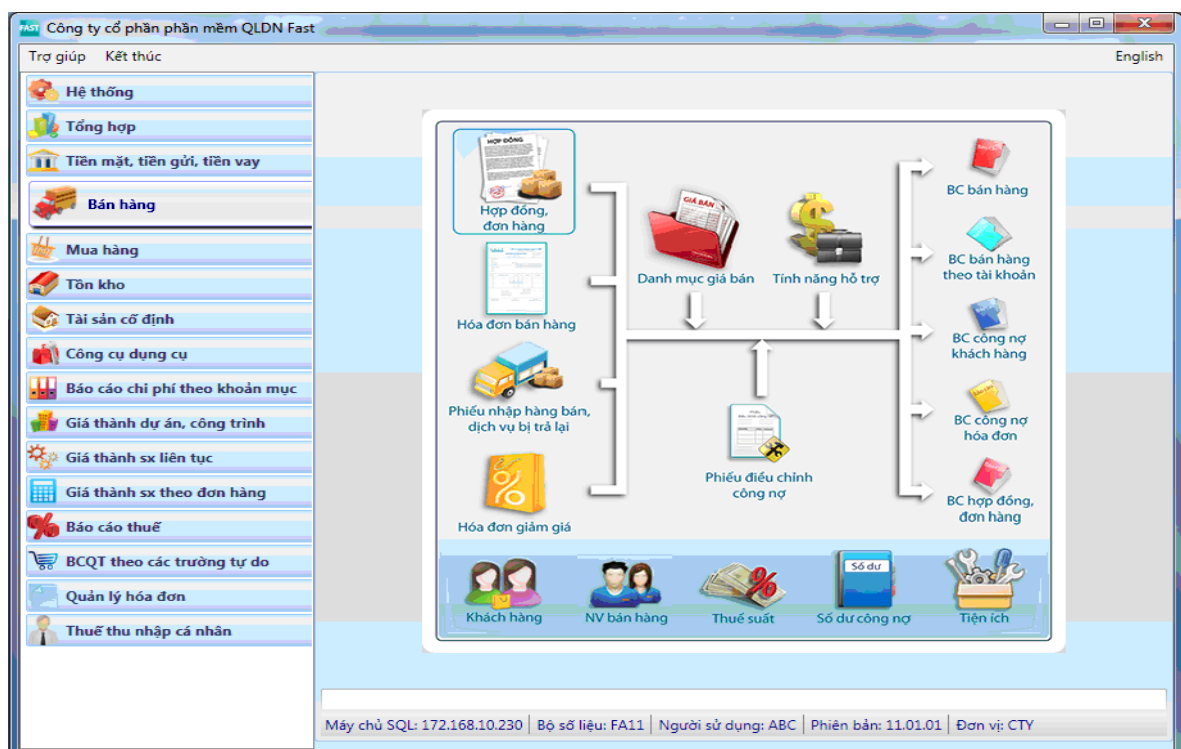 FAST Công ty cổ phần phần mềm QLDN Fast
Trợ giúp Kết thúc English
Hệ thống
Tổng hợp
Tiền mặt, tiền gửi, tiền vay
Bán hàng
Mua hàng
Tồn kho
Tài sản cố định
Công cụ dụng cụ
Báo cáo chi phí theo khoản mục
Giá thành dự án, công trình
Giá thành sx liên tục
Giá thành sx theo đơn hàng
Báo cáo thuế
BCQT theo các trường tự do
Quản lý hóa đơn
Thuế thu nhập cá nhân
HỢP ĐỒNG
Hợp đồng,
đơn hàng
Hóa đơn bán hàng
Phiếu nhập hàng bán,
dịch vụ bị trả lại
Hóa đơn giảm giá
GIÁ BÁN
Danh mục giá bán
Tính năng hỗ trợ
Phiếu điều chỉnh
công nợ
BC bán hàng
BC bán hàng
theo tài khoản
BC công nợ
khách hàng
BC công nợ
hóa đơn
BC hợp đồng,
đơn hàng
Khách hàng
NV bán hàng
Thuế suất
Số dư
Số dư công nợ
Tiện ích
Máy chủ SQL: 172.168.10.230 Bộ số liệu: FA11 Người sử dụng: ABC Phiên bản: 11.01.01 Đơn vị: CTY